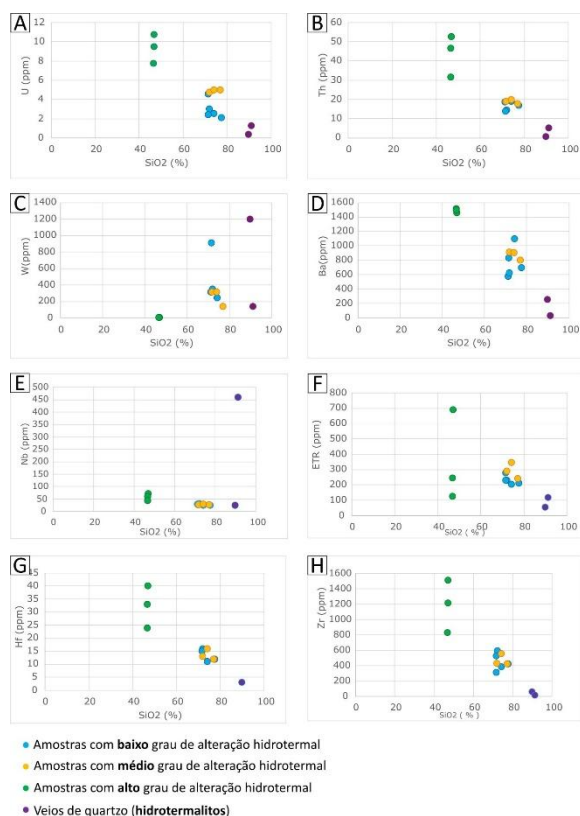 A
U (ppm)
12
10
8
6
4
2
0
0 20 40 60 80 100
SiO2 (%)
B
Th (ppm)
60
50
40
30
20
10
0
0 20 40 60 80 100
SiO2 (%)
C
W(ppm)
1400
1200
1000
800
600
400
200
0
0 20 40 60 80 100
SiO2 (%)
D
Ba(ppm)
1600
1400
1200
1000
800
600
400
200
0
0 20 40 60 80 100
SiO2 (%)
E
Nb (ppm)
500
450
400
350
300
250
200
150
100
50
0
0 20 40 60 80 100
SiO2 (%)
F
ETR (ppm)
800
700
600
500
400
300
200
100
0
0 20 40 60 80 100
SiO2 ( % )
G
Hf (ppm)
45
40
35
30
25
20
15
10
5
0
0 20 40 60 80 100
SiO2 (%)
H
Zr (ppm)
1600
1400
1200
1000
800
600
400
200
0
0 20 40 60 80 100
SiO2 ( % )
Amostras com baixo grau de alteração hidrotermal
Amostras com médio grau de alteração hidrotermal
Amostras com alto grau de alteração hidrotermal
Veios de quartzo (hidrotermalitos)